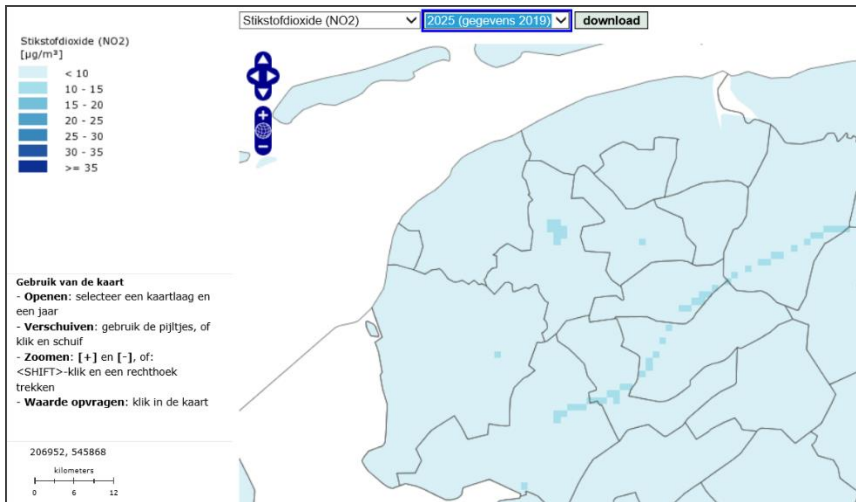 Stikstofdioxide (NO2)
2025 (gegevens 2019)
download
Stikstofdioxide (NO2)
[µg/m³]
< 10
10 - 15
15 - 20
20 - 25
25 - 30
30 - 35
>= 35
Gebruik van de kaart
- Openen: selecteer een kaartlaag en
een jaar
- Verschuiven: gebruik de pijltjes, of
klik en schuif
- Zoomen: [+] en [-], of:
<SHIFT>-klik en een rechthoek
trekken
- Waarde opvragen: klik in de kaart
206952, 545868
kilometers
0 6 12